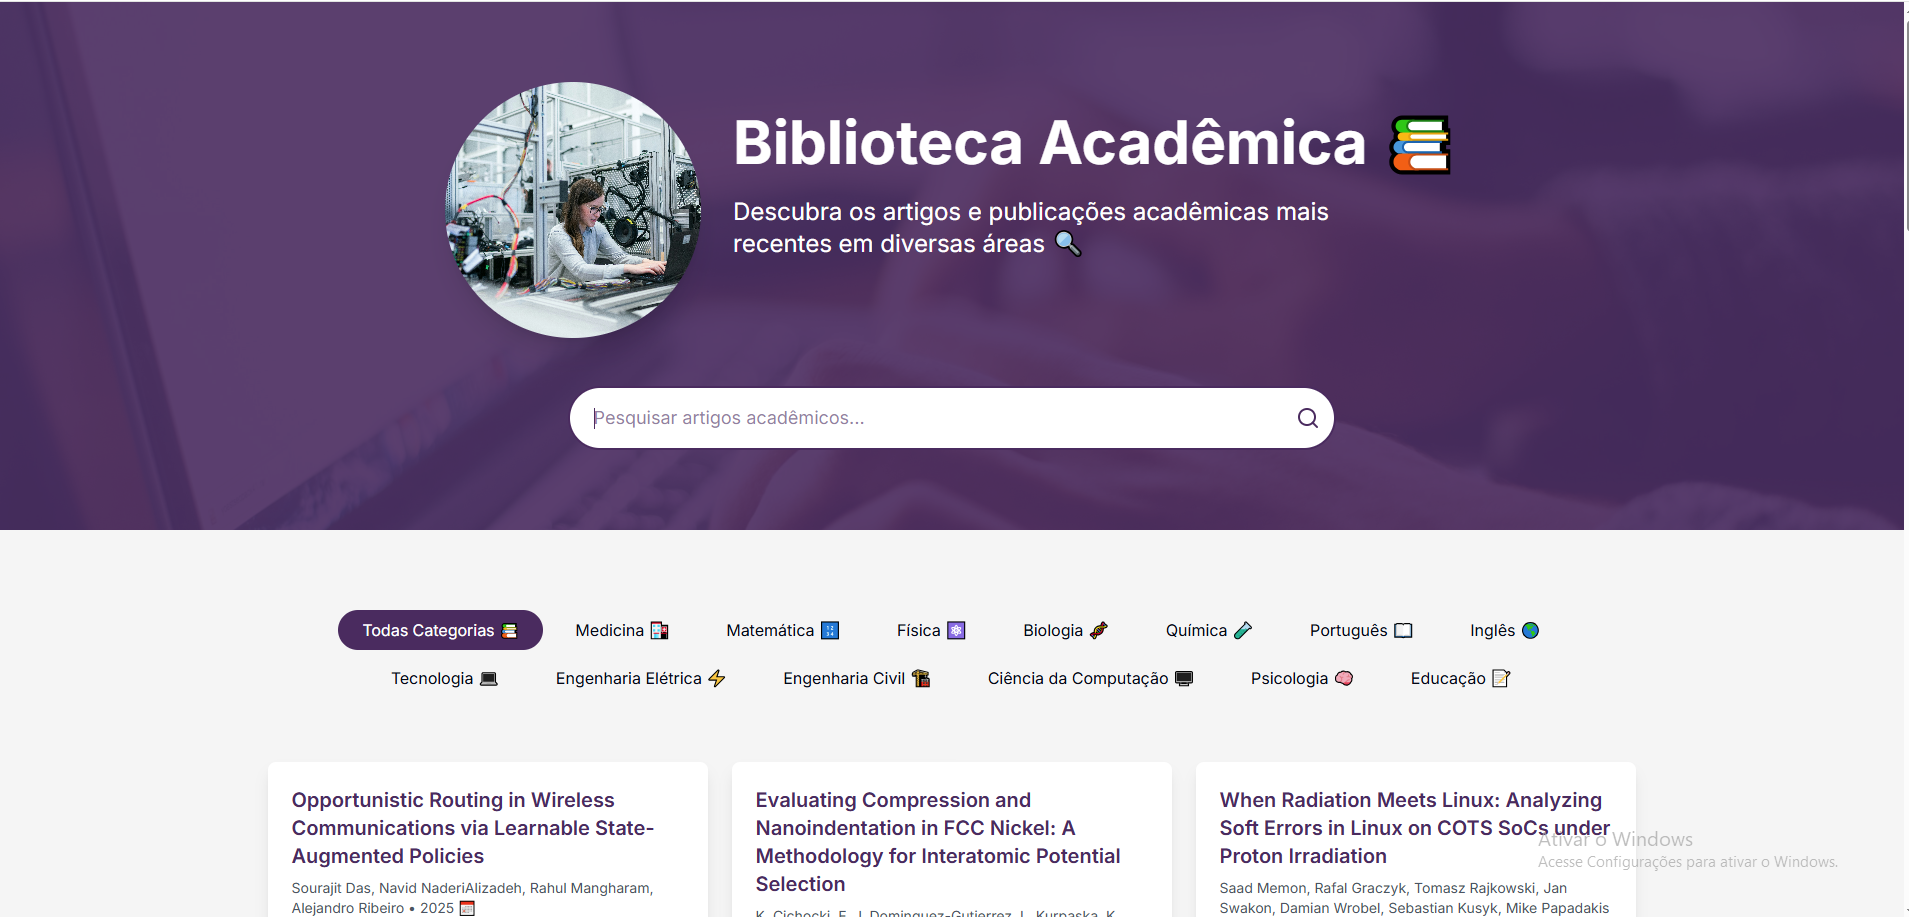 Biblioteca Acadêmica 📚
Descubra os artigos e publicações acadêmicas mais
recentes em diversas áreas 🔍
Pesquisar artigos acadêmicos...
Todas Categorias 📚
Medicina 🏥
Matemática 🔢
Física ⚛️
Biologia 🧬
Química 🧪
Português 📖
Inglês 🌎
Tecnologia 💻
Engenharia Elétrica ⚡
Engenharia Civil 🏗️
Ciência da Computação 🖥️
Psicologia 🧠
Educação 📝
Opportunistic Routing in Wireless
Communications via Learnable State-
Augmented Policies
Sourajit Das, Navid NaderiAlizadeh, Rahul Mangharam,
Alejandro Ribeiro • 2025 📅
Evaluating Compression and
Nanoindentation in FCC Nickel: A
Methodology for Interatomic Potential
Selection
K. Cichocki, F. J. Dominguez-Gutierrez, L. Kurpaska, K.
When Radiation Meets Linux: Analyzing
Soft Errors in Linux on COTS SoCs under
Proton Irradiation
Saad Memon, Rafal Graczyk, Tomasz Rajkowski, Jan
Swakon, Damian Wrobel, Sebastian Kusyk, Mike Papadakis
Ativar o Windows
Acesse Configurações para ativar o Windows.